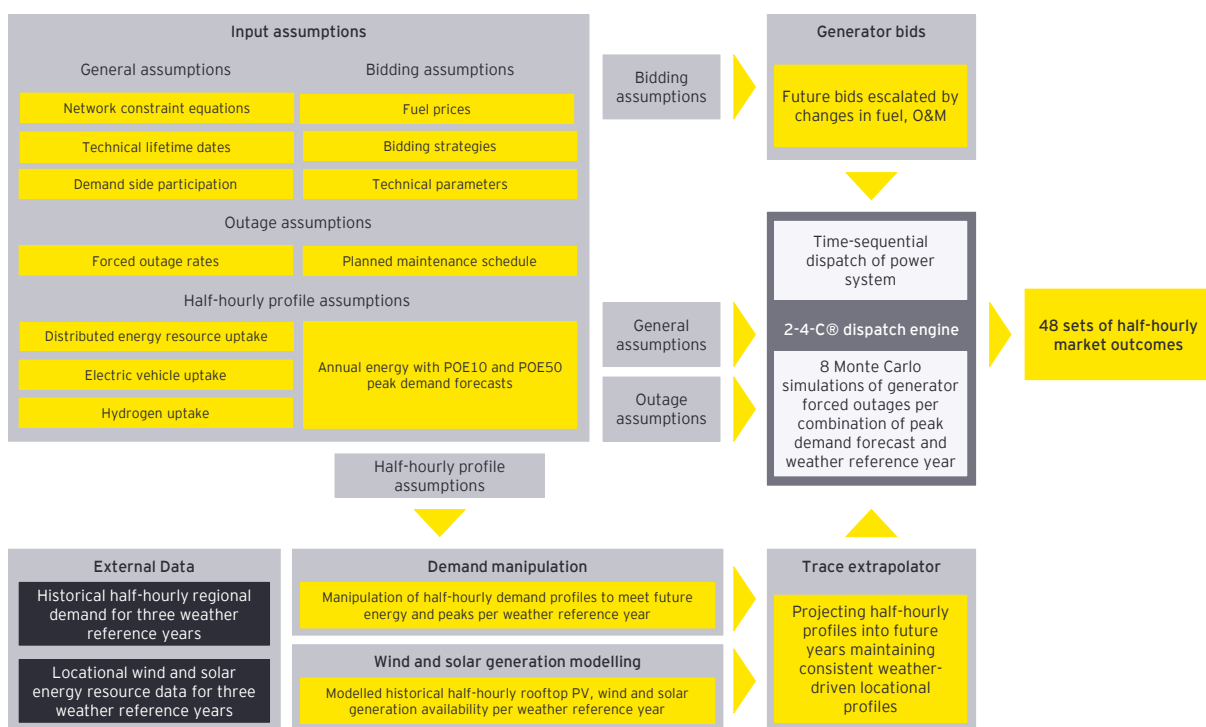 Input assumptions
General assumptions
Bidding assumptions
Network constraint equations
Fuel prices
Technical lifetime dates
Bidding strategies
Demand side participation
Technical parameters
Outage assumptions
Forced outage rates
Planned maintenance schedule
Half-hourly profile assumptions
Distributed energy resource uptake
Electric vehicle uptake
Hydrogen uptake
Annual energy with POE10 and POE50
peak demand forecasts
Bidding
assumptions
Generator bids
Future bids escalated by
changes in fuel, O&M
General
assumptions
Outage
assumptions
Time-sequential
dispatch of power
system
2-4-C® dispatch engine
8 Monte Carlo
simulations of generator
forced outages per
combination of peak
demand forecast and
weather reference year
48 sets of half-hourly
market outcomes
Half-hourly profile
assumptions
External Data
Historical half-hourly regional
demand for three weather
reference years
Locational wind and solar
energy resource data for three
weather reference years
Demand manipulation
Manipulation of half-hourly demand profiles to meet future
energy and peaks per weather reference year
Wind and solar generation modelling
Modelled historical half-hourly rooftop PV, wind and solar
generation availability per weather reference year
Trace extrapolator
Projecting half-hourly
profiles into future
years maintaining
consistent weather-
driven locational
profiles